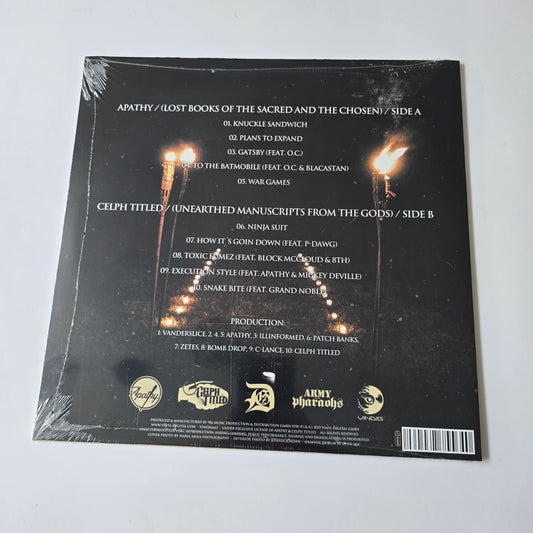 APATHY / (LOST BOOKS OF THE SACRED AND THE CHOSEN) / SIDE A
01. KNUCKLE SANDWICH
02. PLANS TO EXPAND
03. GATSBY (FEAT. O.C.)
04. TO THE BATMOBILE (FEAT. O.C. & BLACASTAN)
05. WAR GAMES
CELPH TITLED / (UNEARTHED MANUSCRIPTS FROM THE GODS) / SIDE B
06. NINJA SUIT
07. HOW IT´S GOIN DOWN (FEAT. P-DAWG)
08. TOXIC FUMEZ (FEAT. BLOCK MCCLOUD & 8TH)
09. EXECUTION STYLE (FEAT. APATHY & MICKEY DEVILLE)
10. SNAKE BITE (FEAT. GRAND NOBLE)
PRODUCTION:
1: VANDERSLICE, 2, 4, 5: APATHY, 3: ILLINFORMED, 6: PATCH BANKS,
7: ZETES, 8: BOMB DROP, 9: C-LANCE, 10: CELPH TITLED
Apathy
CELPH TITLED
ARMY Pharaohs
VINDIG